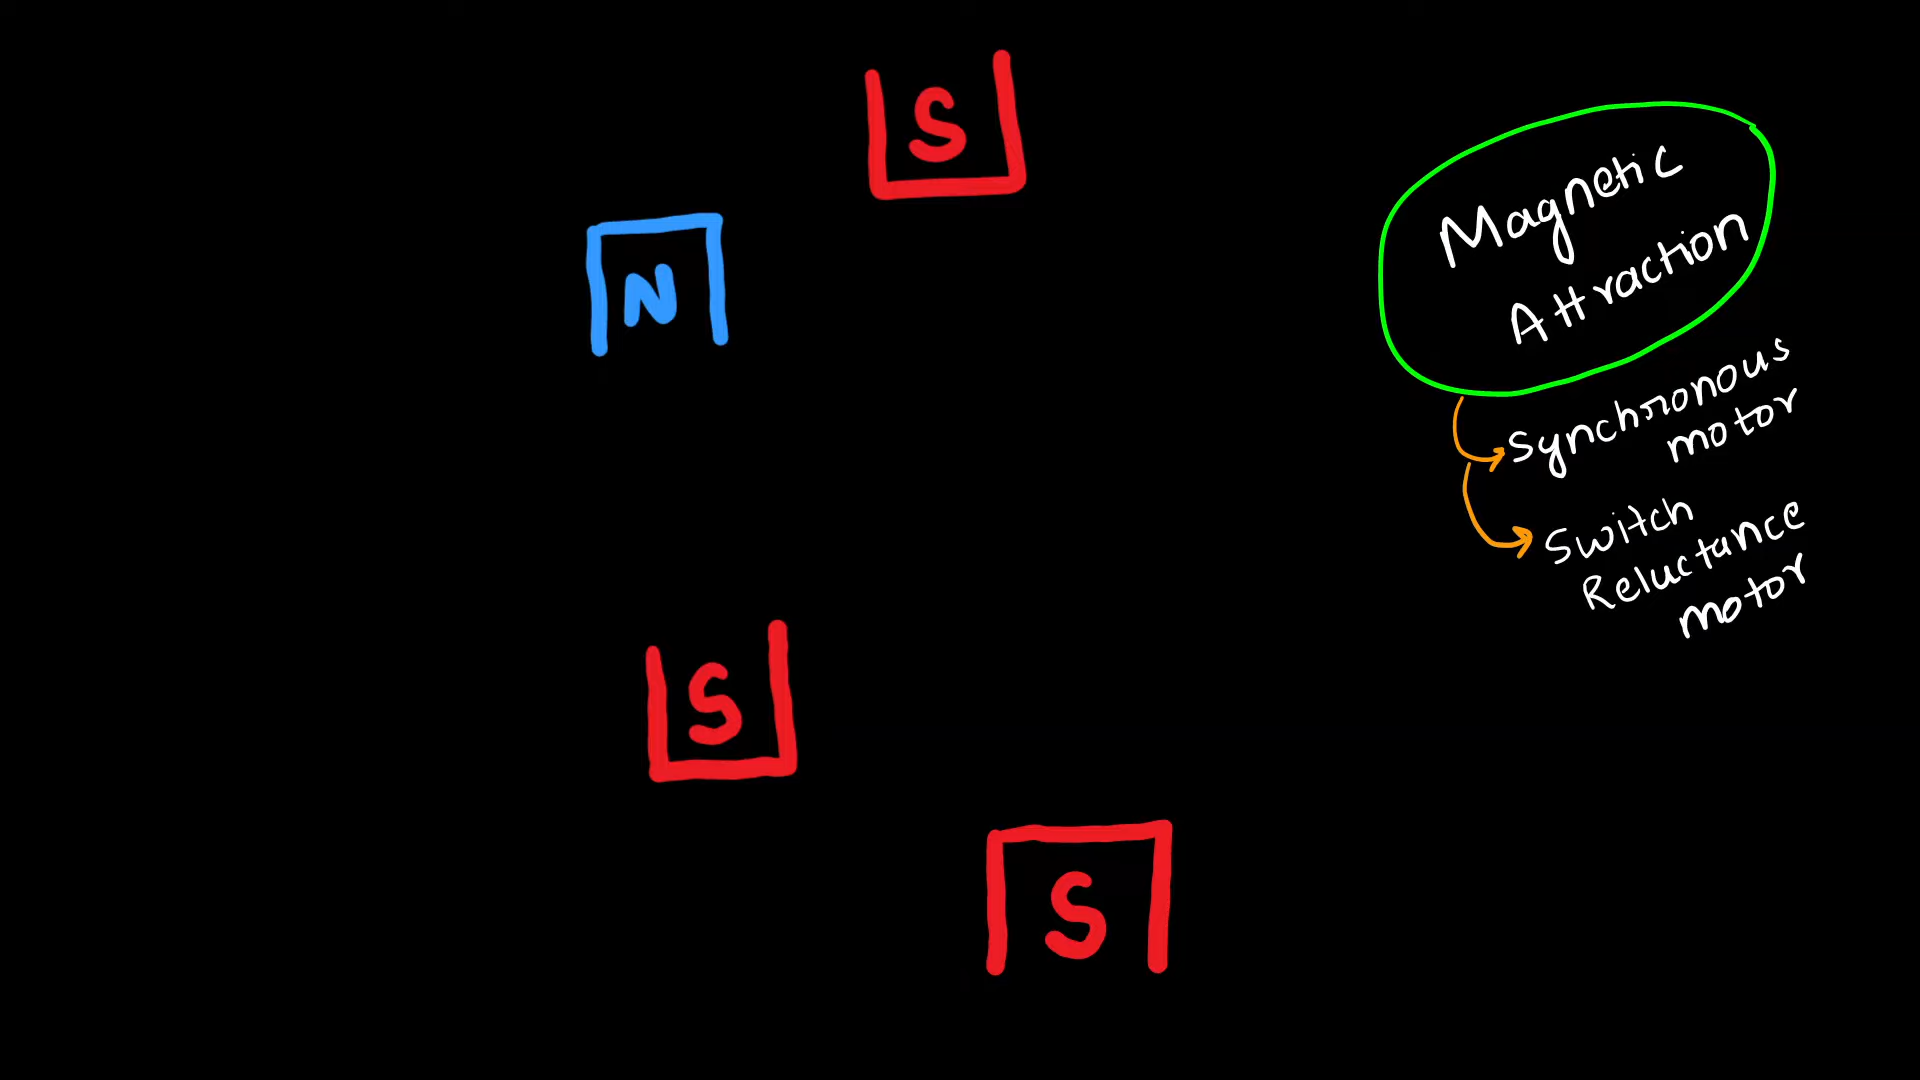 S
N
S
S
Magnetic
Attraction
Synchronous
motor
Switch
Reluctance
motor